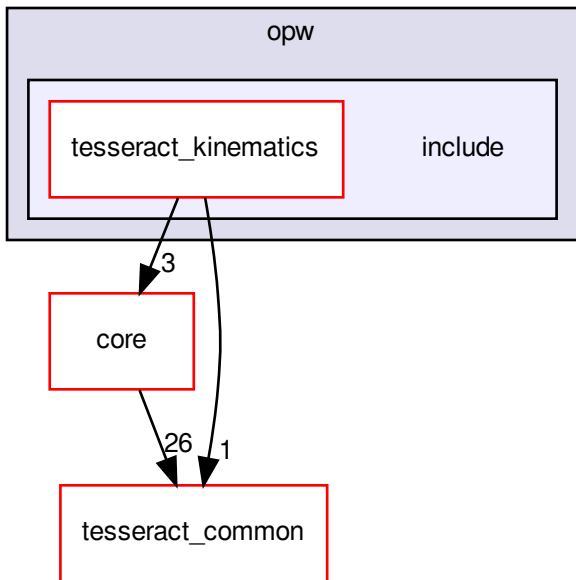 opw
tesseract_kinematics
include
3
core
26
1
tesseract_common